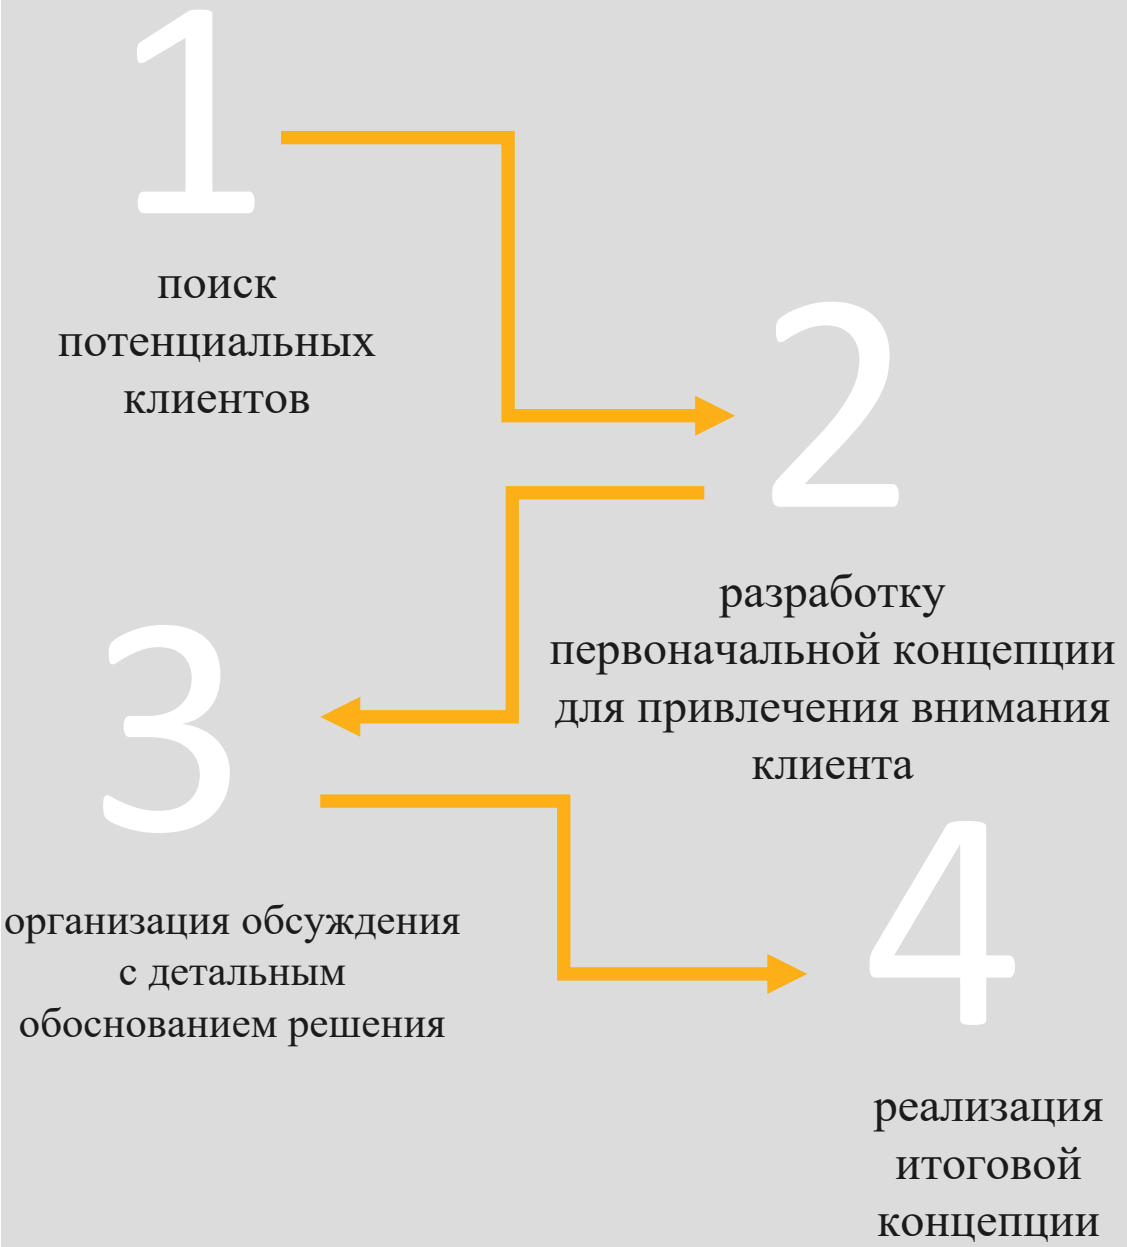 1
поиск
потенциальных
клиентов
2
разработку
первоначальной концепции
для привлечения внимания
клиента
3
организация обсуждения
с детальным
обоснованием решения
4
реализация
итоговой
концепции